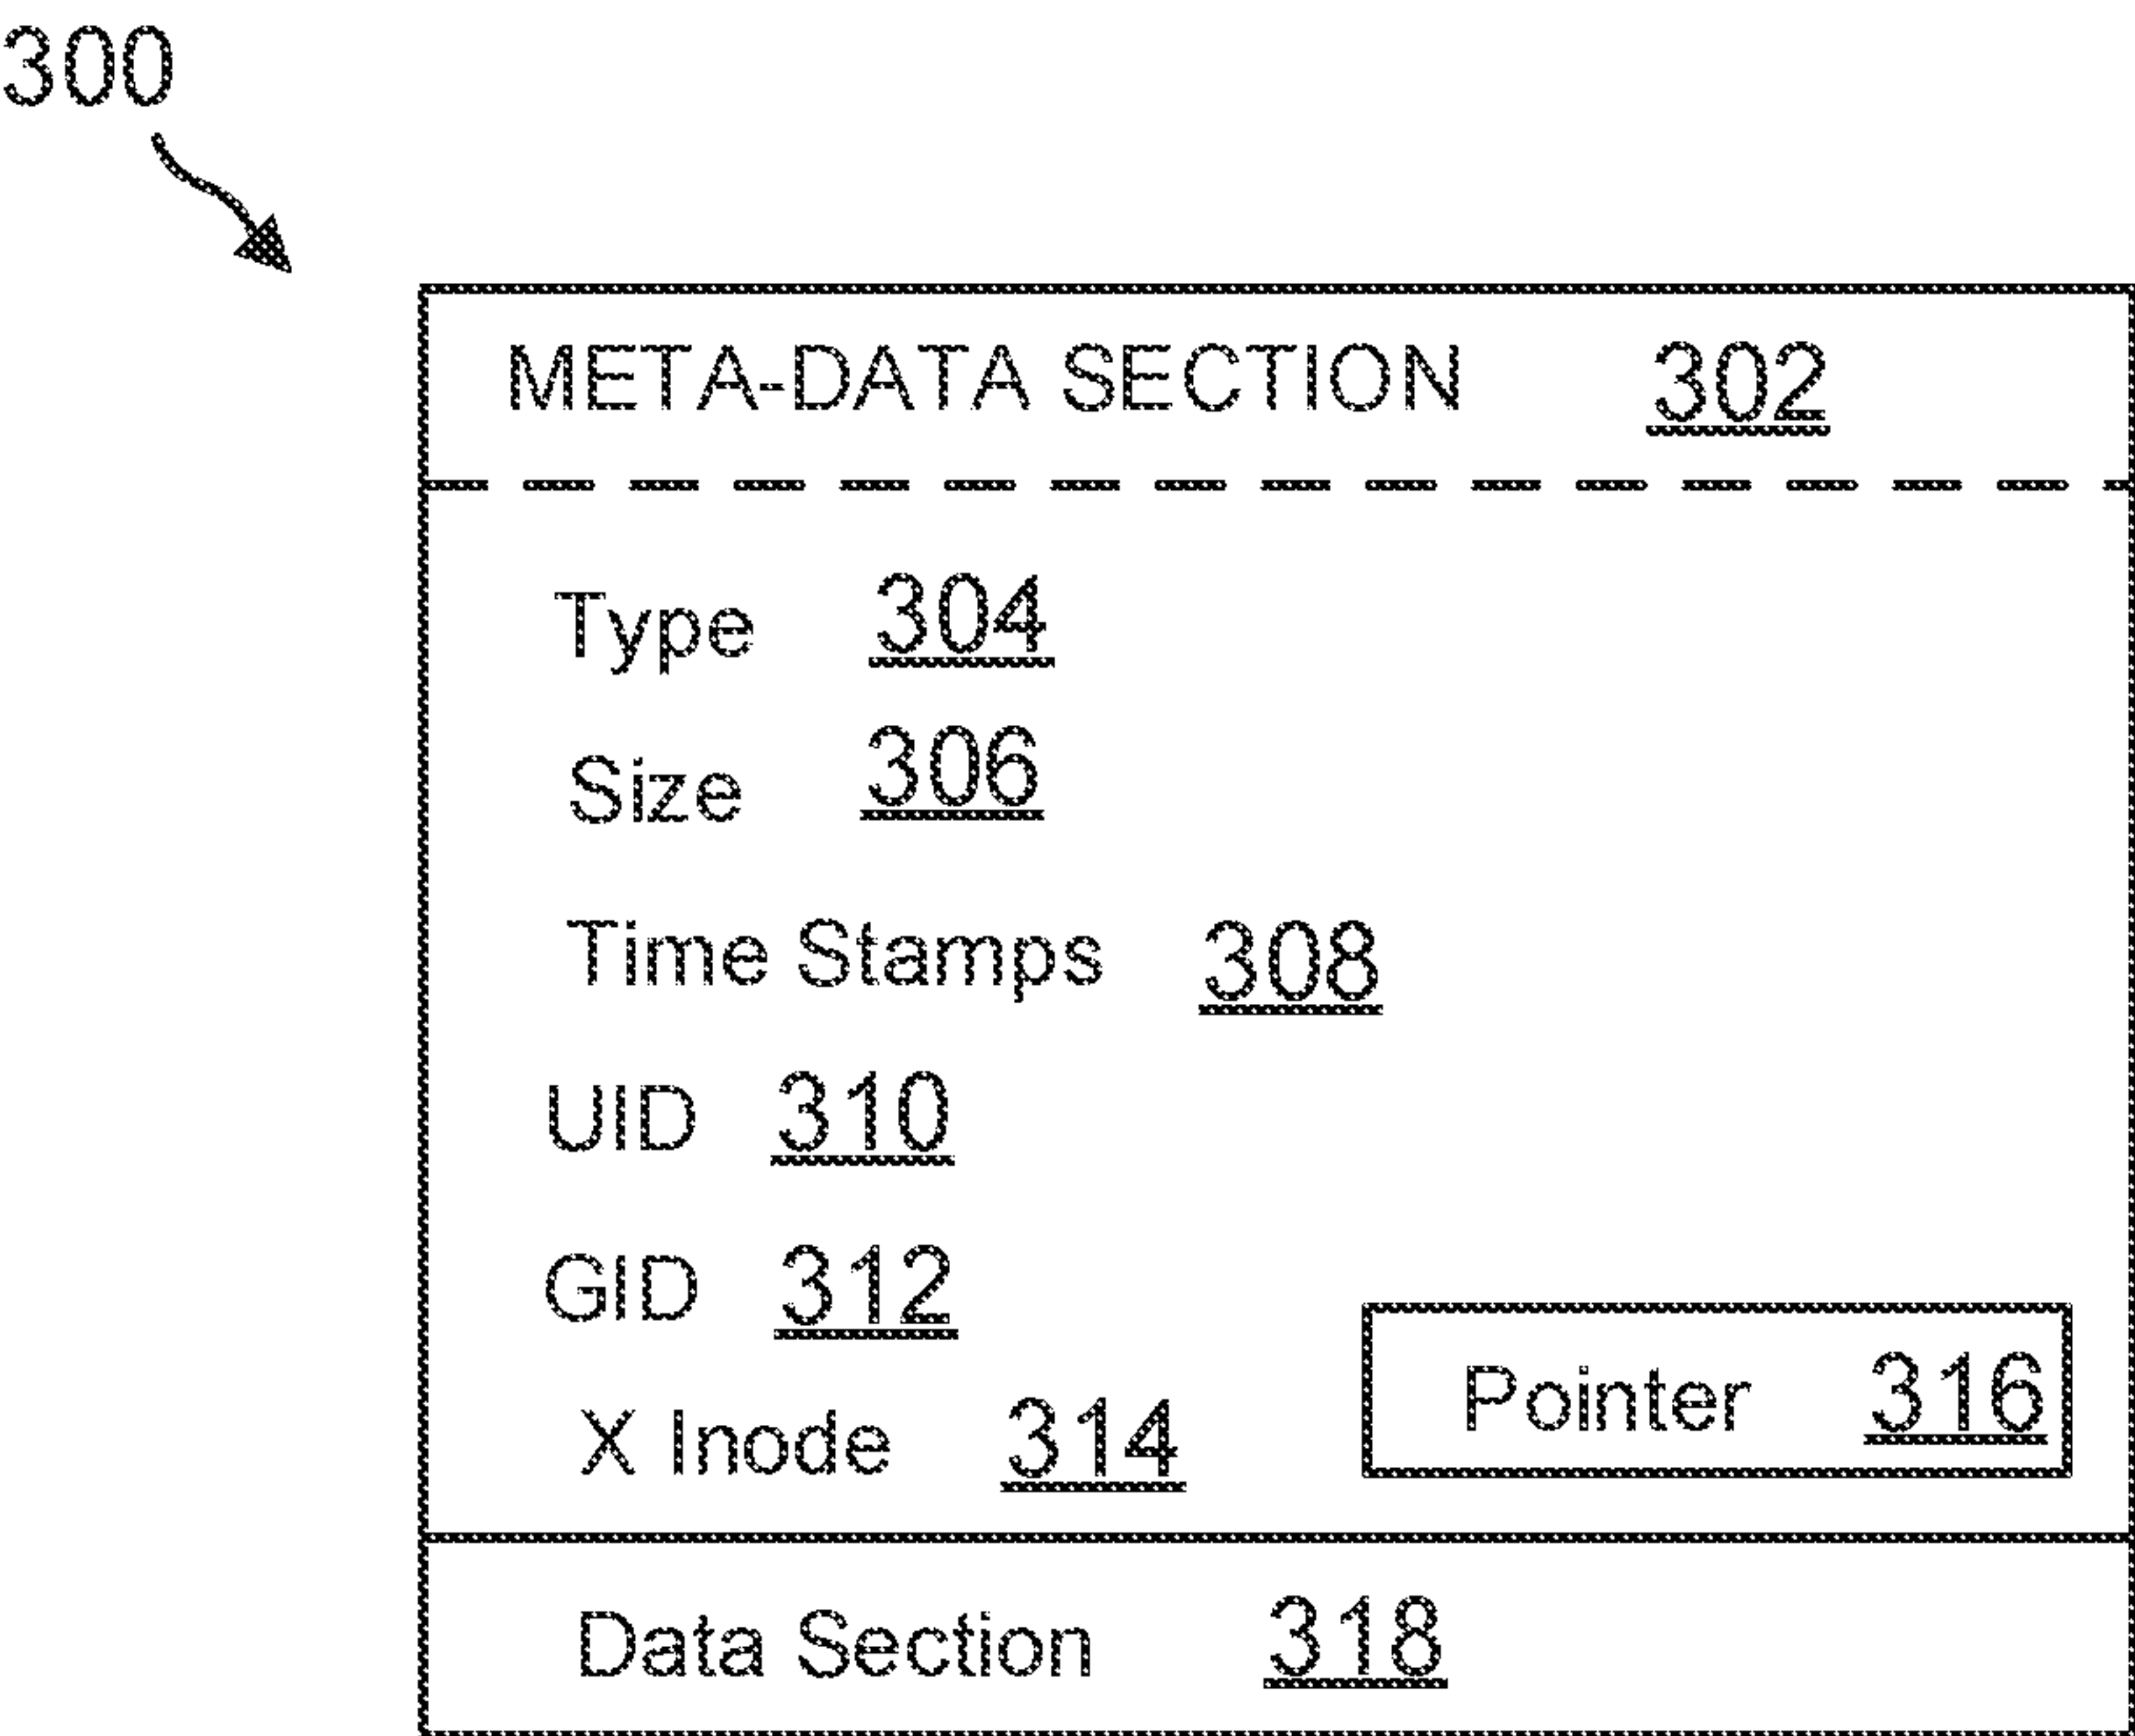 300
META-DATA SECTION 302
Type 304
Size 306
Time Stamps 308
UID 310
GID 312
X Inode 314 Pointer 316
Data Section 318